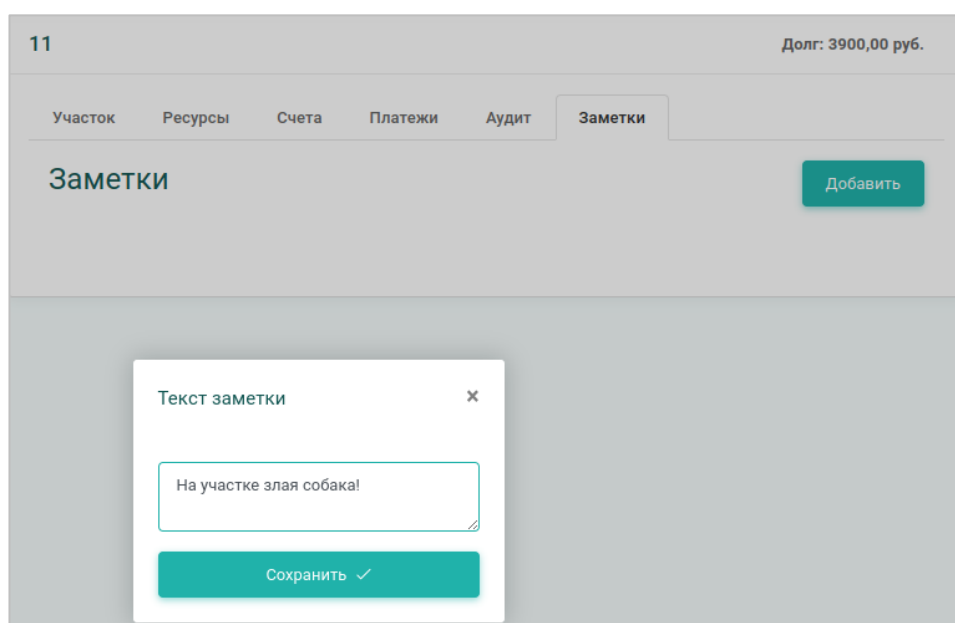 11 Долг: 3900,00 руб.
Участок Ресурсы Счета Платежи Аудит Заметки
Заметки Добавить
Текст заметки ×
На участке злая собака!
Сохранить ✓